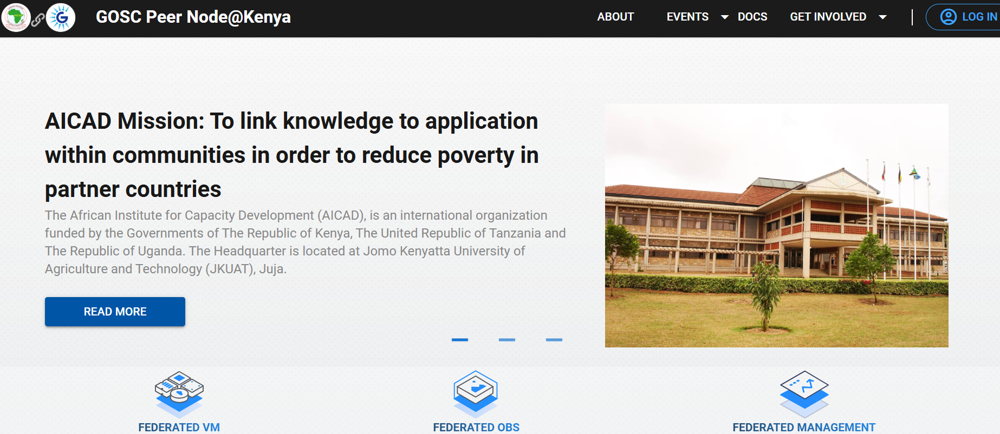 GOSC Peer Node@Kenya
ABOUT
EVENTS
DOCS
GET INVOLVED
LOG IN
AICAD Mission: To link knowledge to application
within communities in order to reduce poverty in
partner countries
The African Institute for Capacity Development (AICAD), is an international organization
funded by the Governments of The Republic of Kenya, The United Republic of Tanzania and
The Republic of Uganda. The Headquarter is located at Jomo Kenyatta University of
Agriculture and Technology (JKUAT), Juja.
READ MORE
FEDERATED VM
FEDERATED OBS
FEDERATED MANAGEMENT